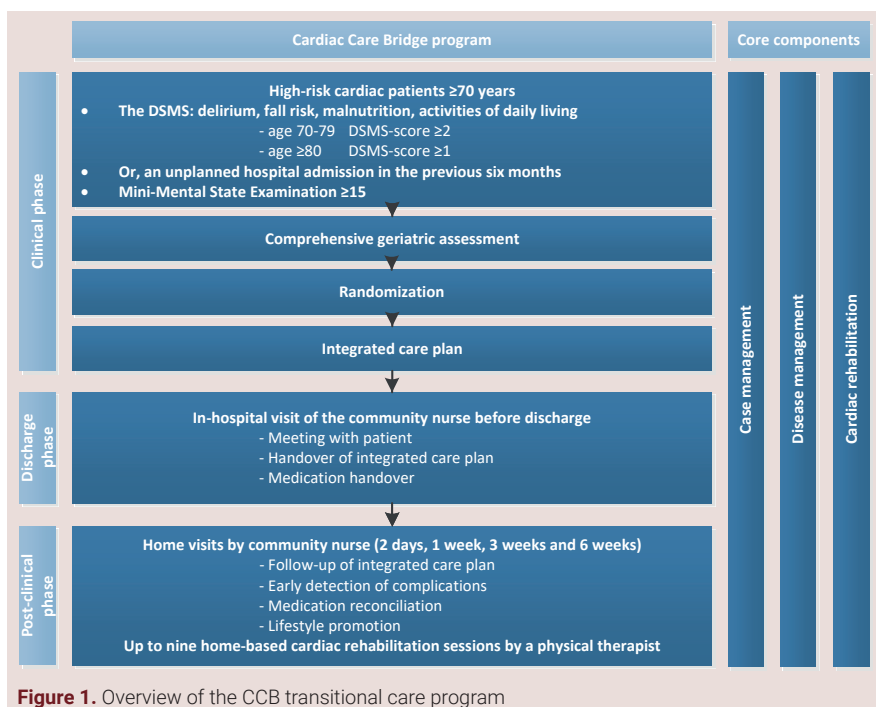 Cardiac Care Bridge program
Core components
Clinical phase
High-risk cardiac patients ≥70 years
• The DSMS: delirium, fall risk, malnutrition, activities of daily living
- age 70-79 DSMS-score ≥2
- age ≥80 DSMS-score ≥1
• Or, an unplanned hospital admission in the previous six months
• Mini-Mental State Examination ≥15
Comprehensive geriatric assessment
Randomization
Integrated care plan
Discharge
phase
In-hospital visit of the community nurse before discharge
- Meeting with patient
- Handover of integrated care plan
- Medication handover
Post-clinical
phase
Home visits by community nurse (2 days, 1 week, 3 weeks and 6 weeks)
- Follow-up of integrated care plan
- Early detection of complications
- Medication reconciliation
- Lifestyle promotion
Up to nine home-based cardiac rehabilitation sessions by a physical therapist
Case management
Disease management
Cardiac rehabilitation
Figure 1. Overview of the CCB transitional care program